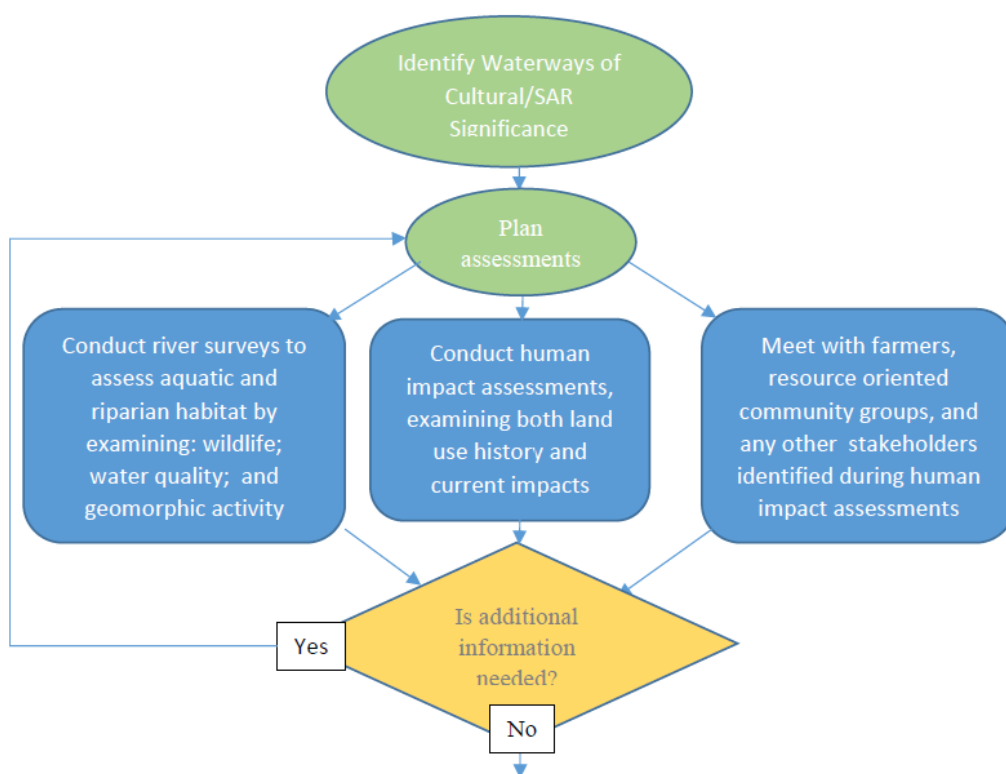 Identify Waterways of
Cultural/SAR
Significance
Plan
assessments
Conduct river surveys to
assess aquatic and
riparian habitat by
examining: wildlife;
water quality;  and
geomorphic activity
Conduct human
impact assessments,
examining both land
use history and
current impacts
Meet with farmers,
resource oriented
community groups, and
any other  stakeholders
identified during human
impact assessments
Is additional
information
needed?
Yes
No